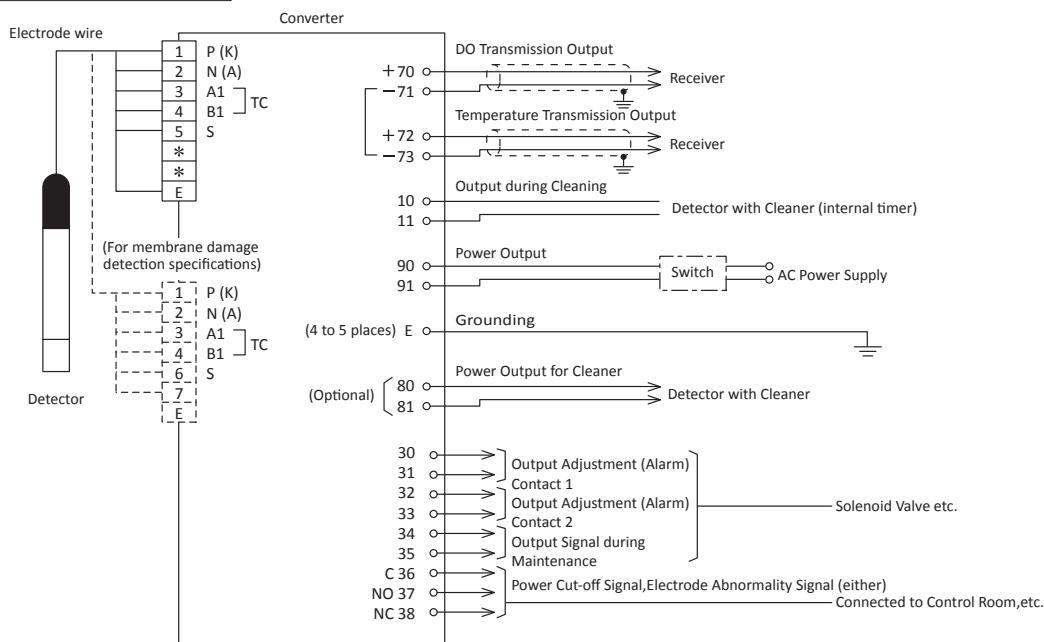 Converter
Electrode wire
1 P (K)
2 N (A)
3 A1
4 B1
TC
5 S
*
*
E
(For membrane damage
detection specifications)
1 P (K)
2 N (A)
3 A1
4 B1
TC
6 S
7
E
Detector
DO Transmission Output
+70
−71
Receiver
Temperature Transmission Output
+72
−73
Receiver
Output during Cleaning
10
11
Detector with Cleaner (internal timer)
Power Output
90
91
Switch
AC Power Supply
Grounding
(4 to 5 places) E
Power Output for Cleaner
(Optional)
80
81
Detector with Cleaner
30
31
Output Adjustment (Alarm)
Contact 1
32
33
Output Adjustment (Alarm)
Contact 2
34
35
Output Signal during
Maintenance
Solenoid Valve etc.
C 36
NO 37
NC 38
Power Cut-off Signal,Electrode Abnormality Signal (either)
Connected to Control Room,etc.